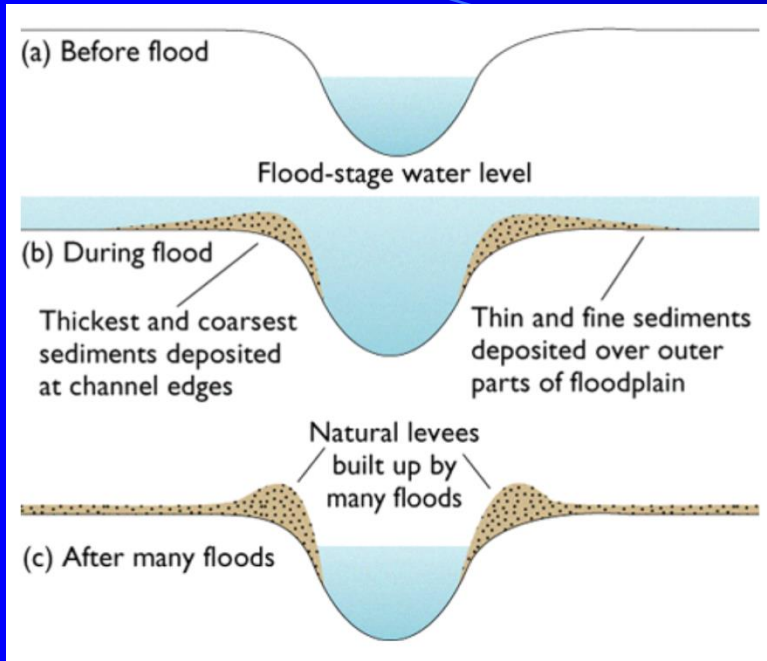 (a) Before flood
Flood-stage water level
(b) During flood
Thickest and coarsest
sediments deposited
at channel edges
Thin and fine sediments
deposited over outer
parts of floodplain
Natural levees
built up by
many floods
(c) After many floods